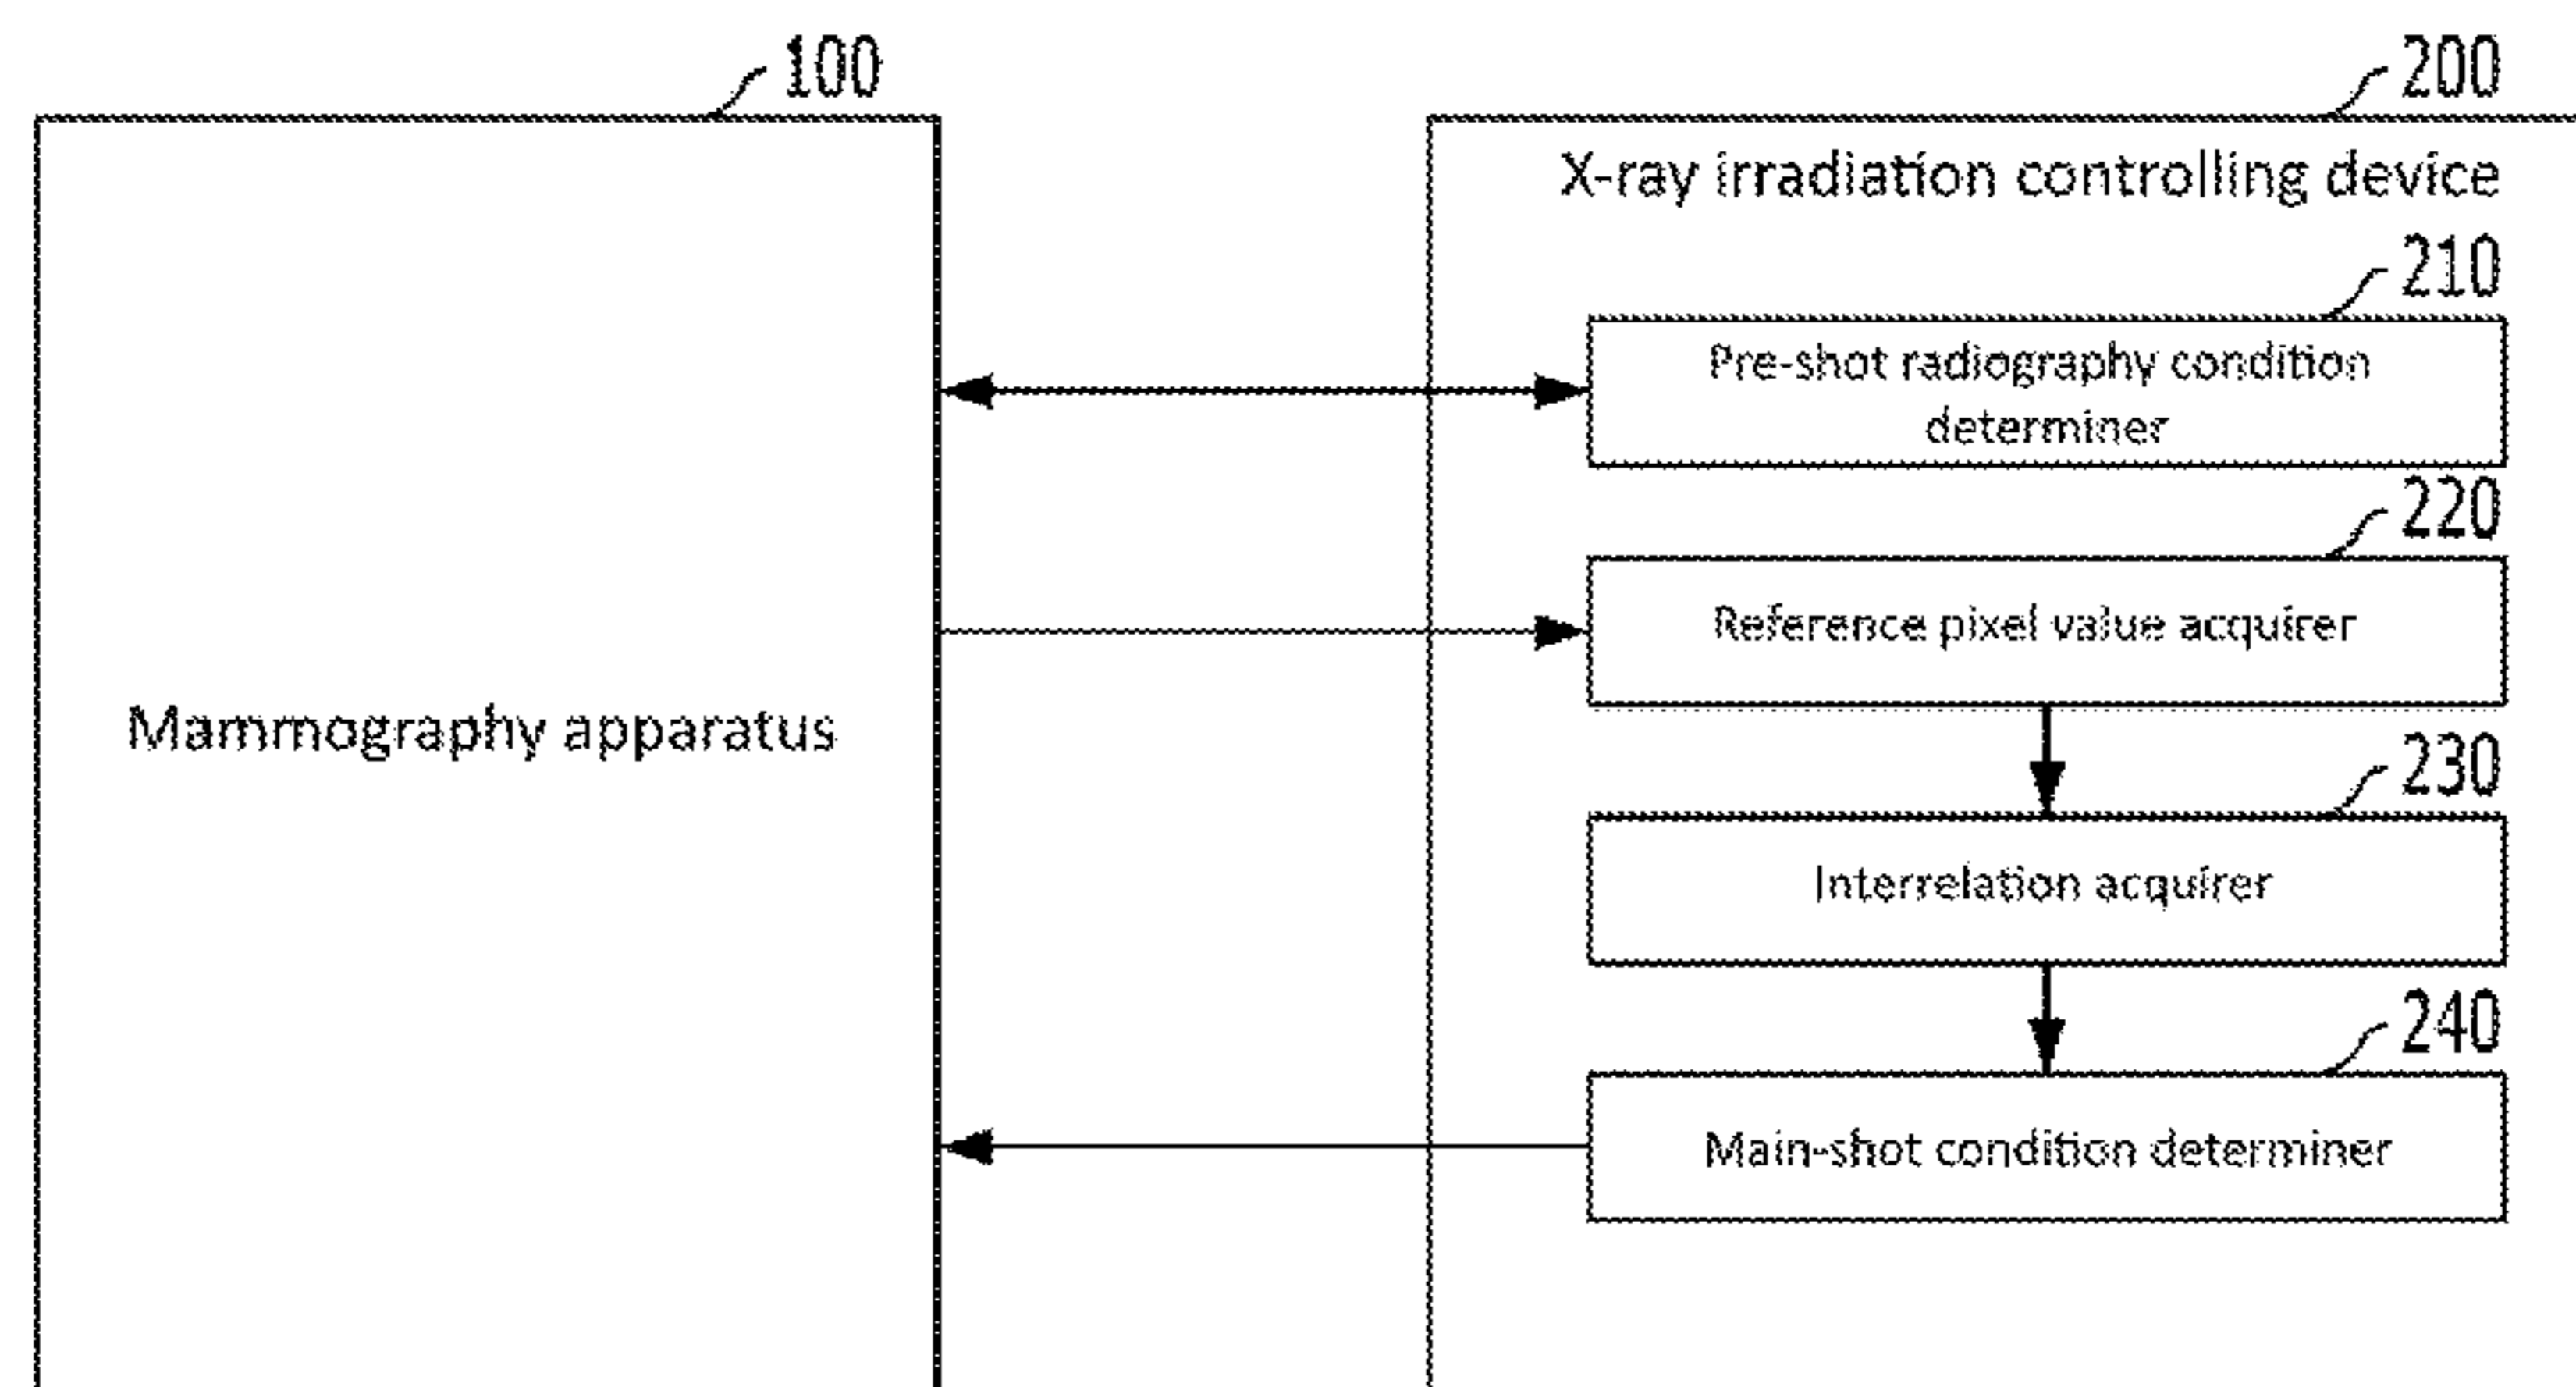 100
200
X-ray irradiation controlling device
210
Pre-shot radiography condition
determiner
220
Reference pixel value acquirer
Mammography apparatus
230
Interrelation acquirer
240
Main-shot condition determiner